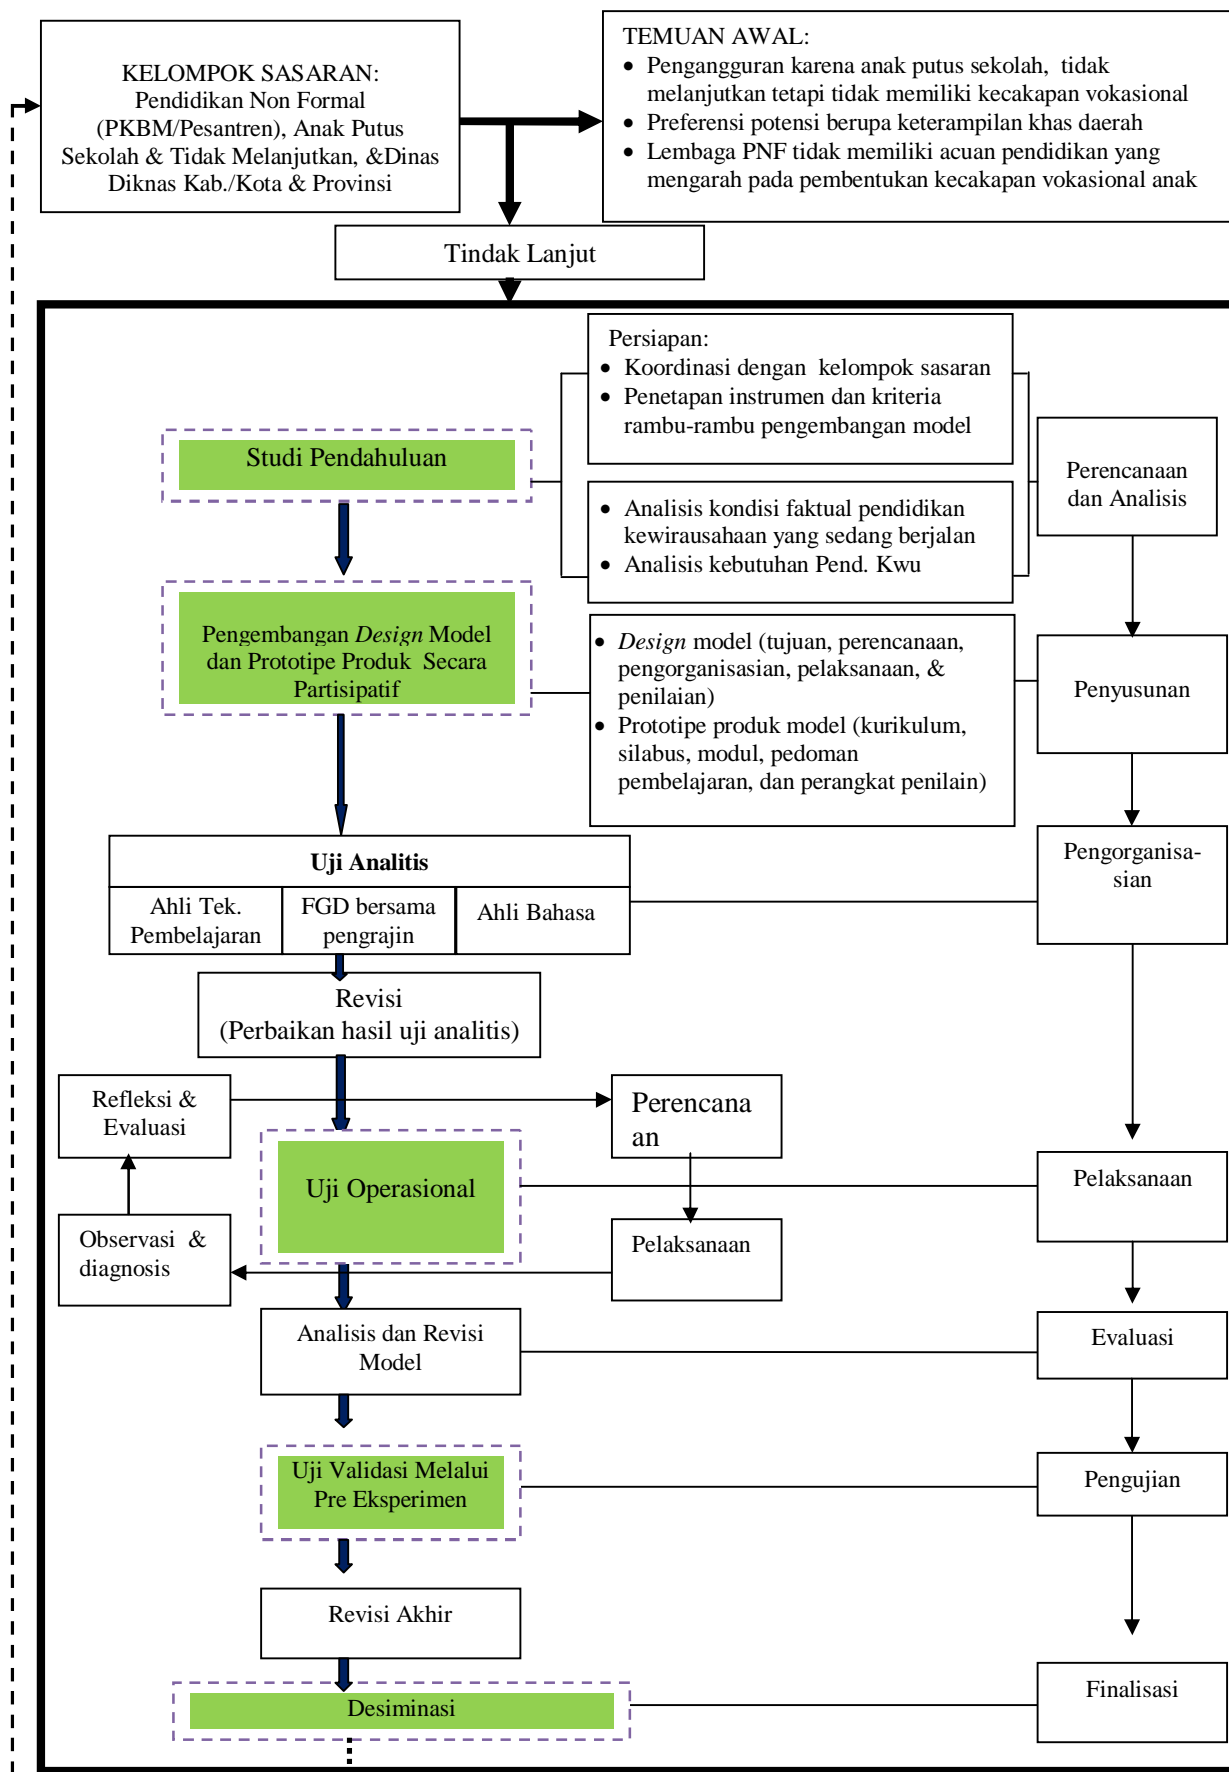 KELOMPOK SASARAN:
Pendidikan Non Formal
(PKBM/Pesantren), Anak Putus
Sekolah & Tidak Melanjutkan, &Dinas
Diknas Kab./Kota & Provinsi
TEMUAN AWAL:
• Pengangguran karena anak putus sekolah, tidak
melanjutkan tetapi tidak memiliki kecakapan vokasional
• Preferensi potensi berupa keterampilan khas daerah
• Lembaga PNF tidak memiliki acuan pendidikan yang
mengarah pada pembentukan kecakapan vokasional anak
Tindak Lanjut
Persiapan:
• Koordinasi dengan kelompok sasaran
• Penetapan instrumen dan kriteria
rambu-rambu pengembangan model
Studi Pendahuluan
Perencanaan
dan Analisis
• Analisis kondisi faktual pendidikan
kewirausahaan yang sedang berjalan
• Analisis kebutuhan Pend. Kwu
Pengembangan Design Model
dan Prototipe Produk Secara
Partisipatif
• Design model (tujuan, perencanaan,
pengorganisasian, pelaksanaan, &
penilaian)
• Prototipe produk model (kurikulum,
silabus, modul, pedoman
pembelajaran, dan perangkat penilain)
Penyusunan
Uji Analitis
Ahli Tek.
Pembelajaran
FGD bersama
pengrajin
Ahli Bahasa
Pengorganisa-
sian
Revisi
(Perbaikan hasil uji analitis)
Refleksi &
Evaluasi
Perencana
an
Uji Operasional
Pelaksanaan
Observasi &
diagnosis
Pelaksanaan
Analisis dan Revisi
Model
Evaluasi
Uji Validasi Melalui
Pre Eksperimen
Pengujian
Revisi Akhir
Desiminasi
Finalisasi